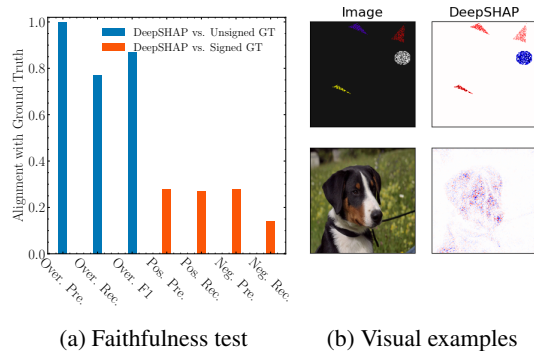 Image DeepSHAP
DeepSHAP vs. Unsigned GT
DeepSHAP vs. Signed GT
Alignment with Ground Truth
1.0
0.8
0.6
0.4
0.2
0.0
Over. Pre.
Over. Rec.
Over. F1
Pos. Pre.
Pos. Rec.
Neg. Pre.
Neg. Rec.
(a) Faithfulness test
(b) Visual examples